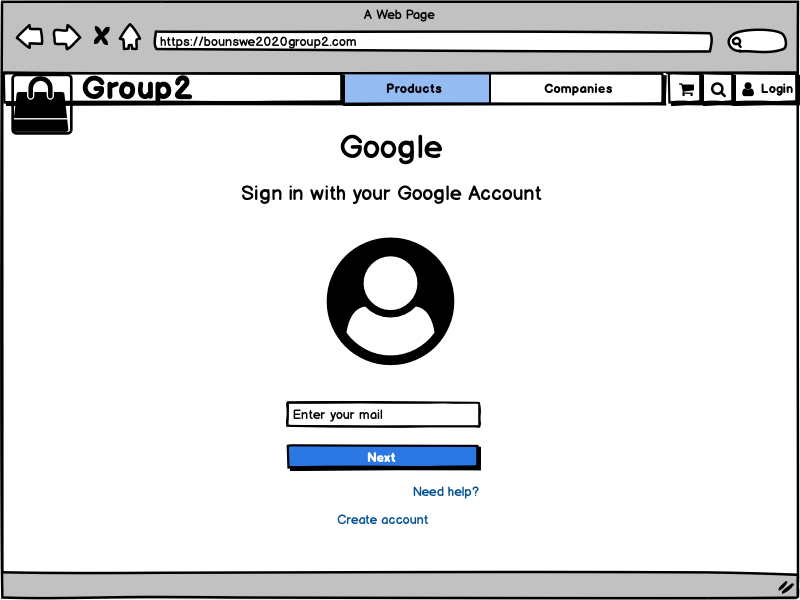 A Web Page
https://bounswe2020group2.com
Group2
Products
Companies
Login
Google
Sign in with your Google Account
Enter your mail
Next
Need help?
Create account